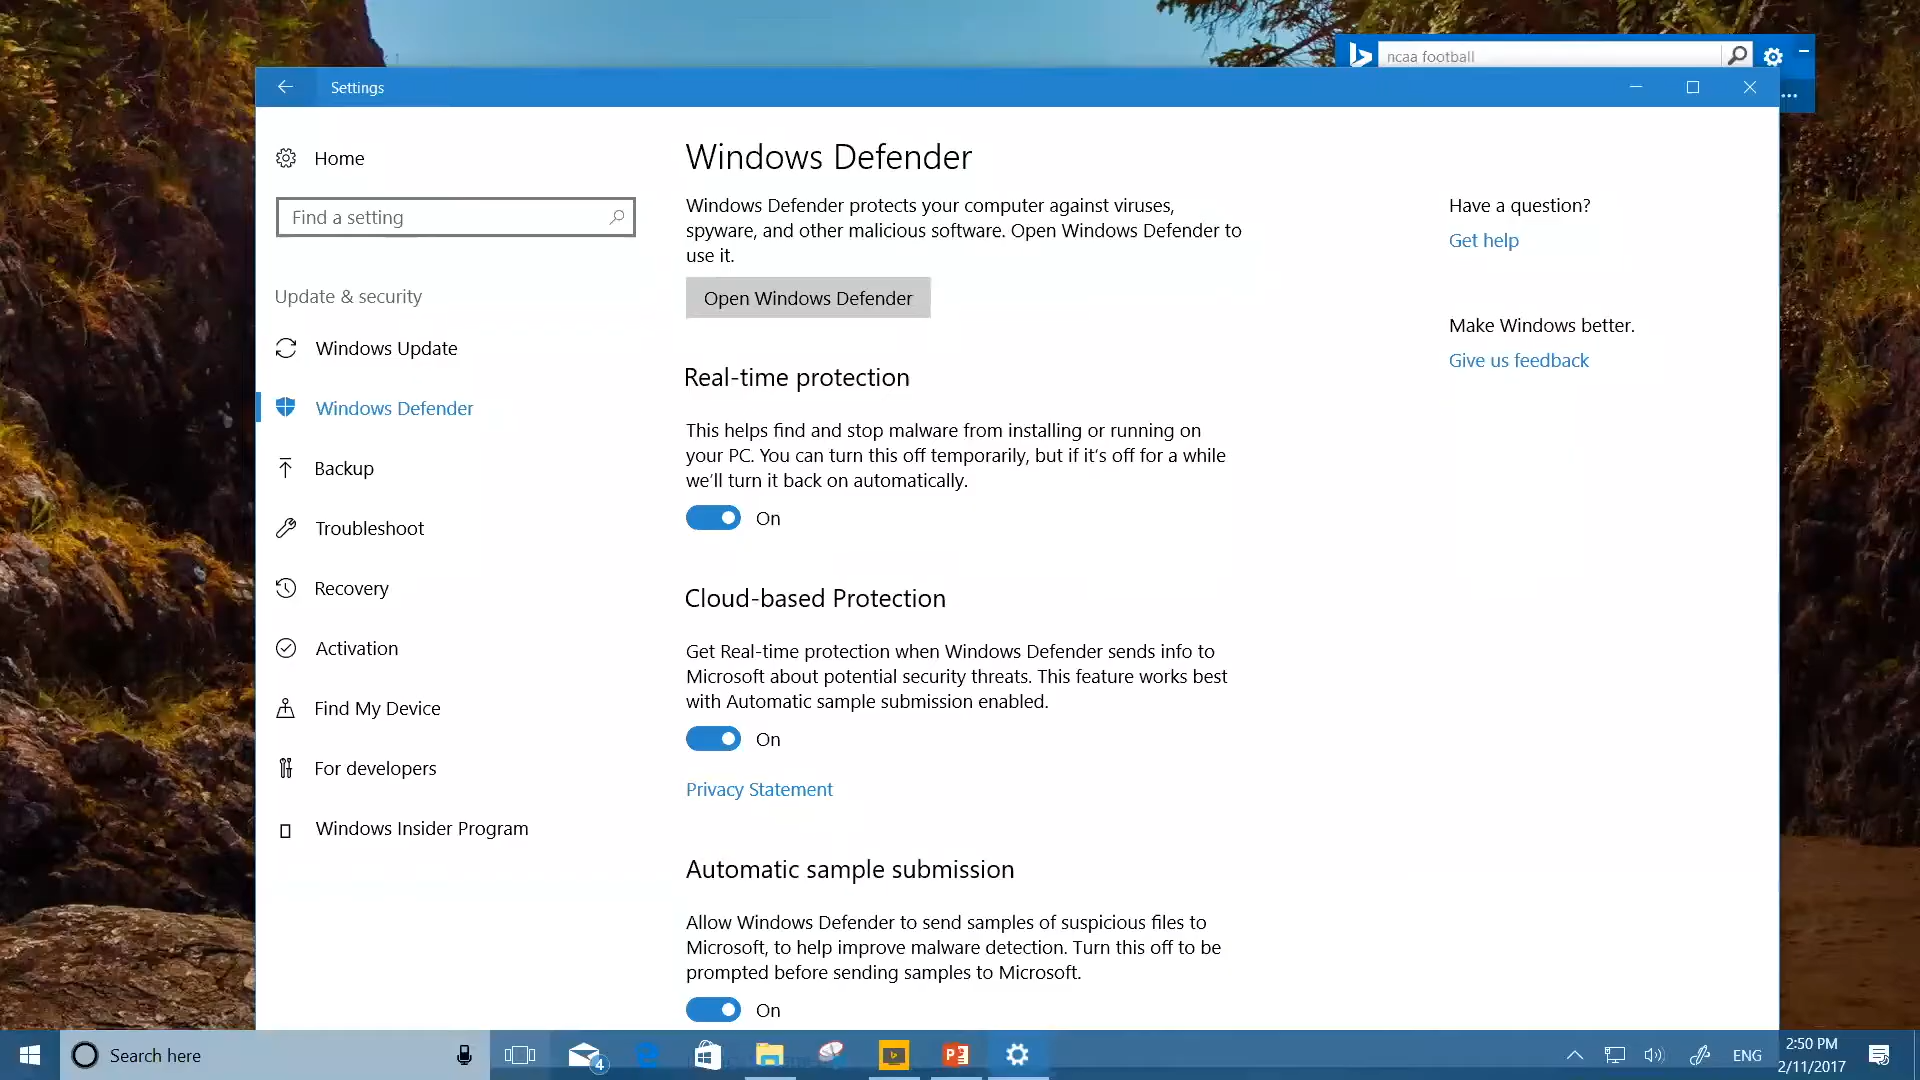 ncaa football
Settings
Home
Find a setting
Update & security
Windows Update
Windows Defender
Backup
Troubleshoot
Recovery
Activation
Find My Device
For developers
Windows Insider Program
Windows Defender
Windows Defender protects your computer against viruses,
spyware, and other malicious software. Open Windows Defender to
use it.
Open Windows Defender
Real-time protection
This helps find and stop malware from installing or running on
your PC. You can turn this off temporarily, but if it's off for a while
we'll turn it back on automatically.
On
Cloud-based Protection
Get Real-time protection when Windows Defender sends info to
Microsoft about potential security threats. This feature works best
with Automatic sample submission enabled.
On
Privacy Statement
Automatic sample submission
Allow Windows Defender to send samples of suspicious files to
Microsoft, to help improve malware detection. Turn this off to be
prompted before sending samples to Microsoft.
On
Have a question?
Get help
Make Windows better.
Give us feedback
Search here
4
ENG
2:50 PM
2/11/2017